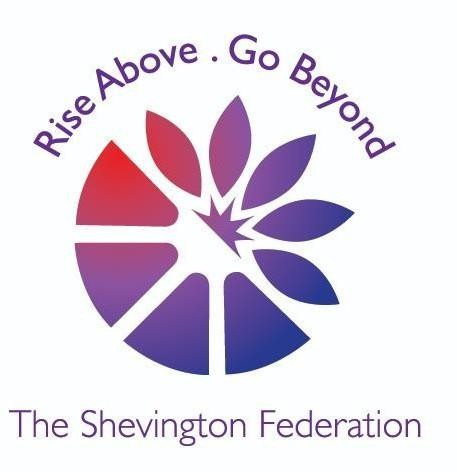 Rise Above . Go Beyond
The Shevington Federation